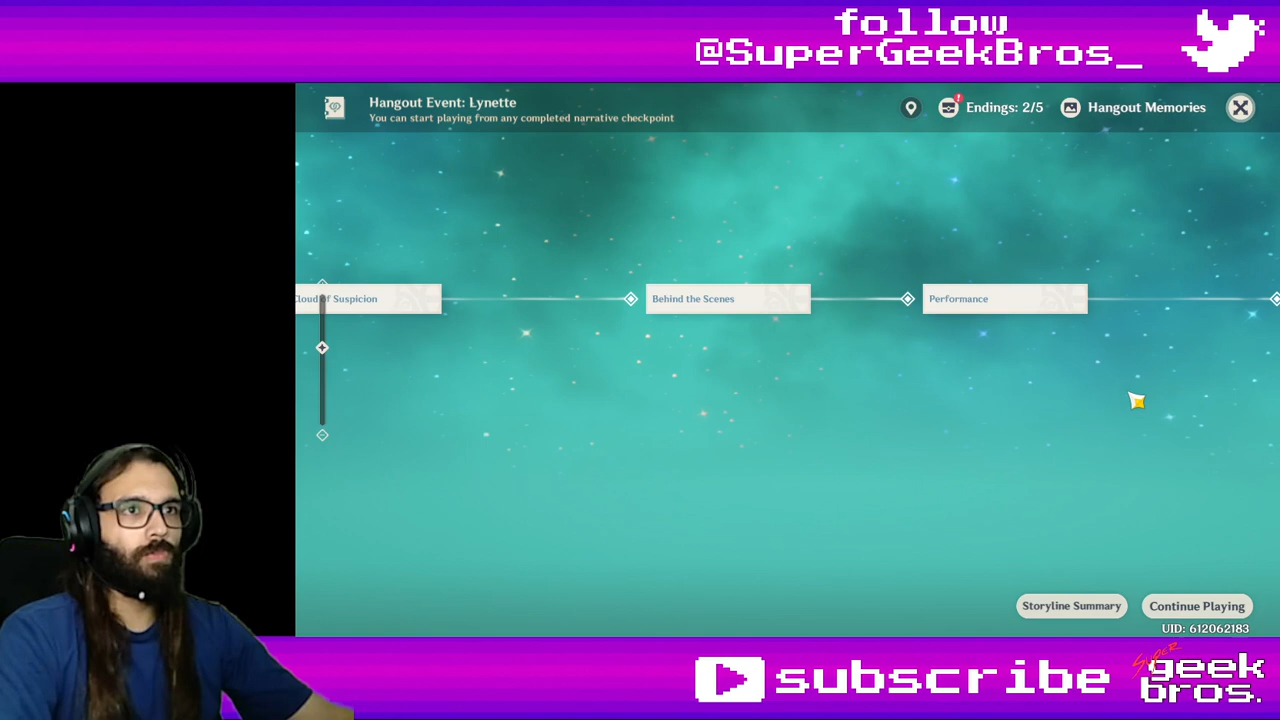 follow
@SuperGeekBros_
Hangout Event: Lynette
You can start playing from any completed narrative checkpoint
Endings: 2/5
Hangout Memories
Cloud of Suspicion
Behind the Scenes
Performance
Storyline Summary
Continue Playing
UID: 612062183
subscribe
SUPER
geek
bros.